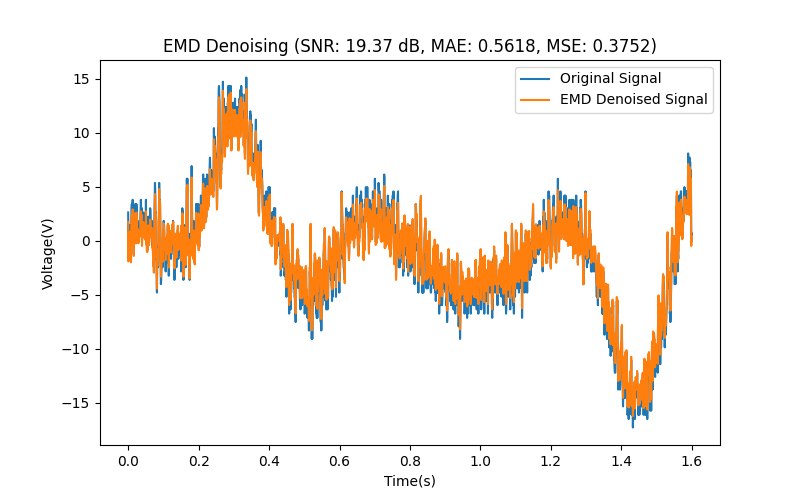 EMD Denoising (SNR: 19.37 dB, MAE: 0.5618, MSE: 0.3752)
Original Signal
EMD Denoised Signal
Voltage(V)
15
10
5
0
−5
−10
−15
0.0 0.2 0.4 0.6 0.8 1.0 1.2 1.4 1.6
Time(s)